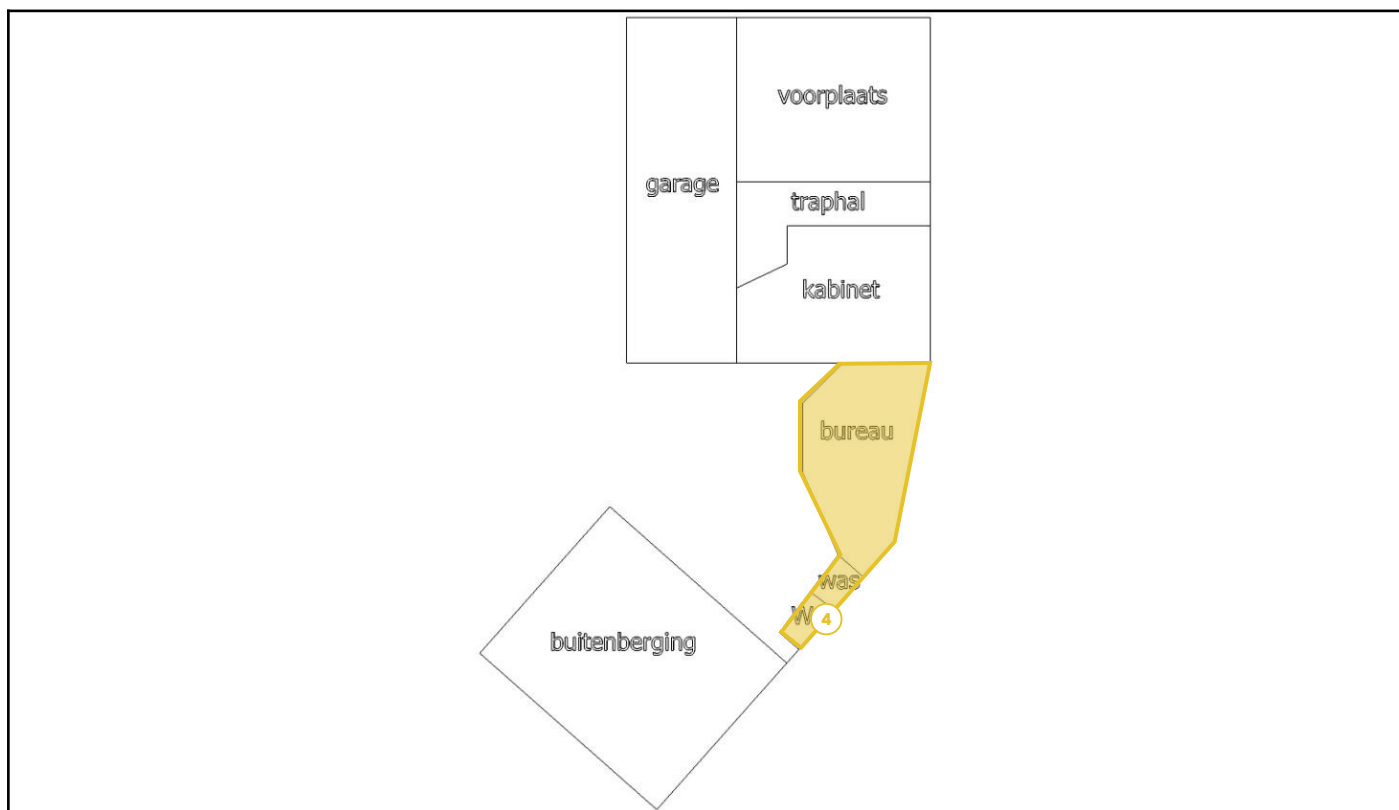 voorplaats
garage
traphal
kabinet
bureau
was
4
buitenberging